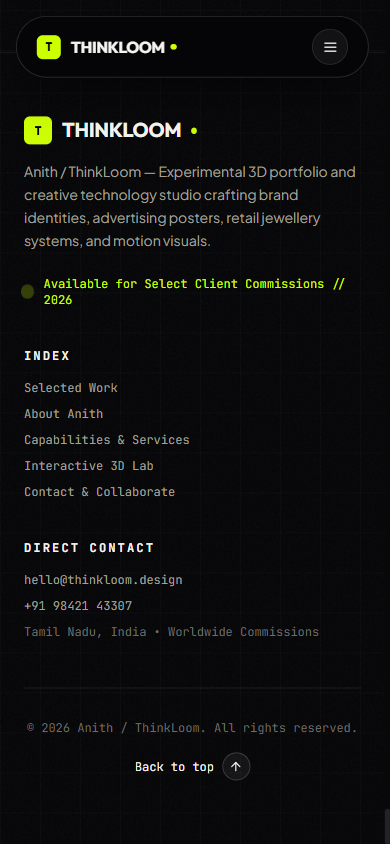 T THINKLOOM
T THINKLOOM
Anith / ThinkLoom — Experimental 3D portfolio and
creative technology studio crafting brand
identities, advertising posters, retail jewellery
systems, and motion visuals.
Available for Select Client Commissions //
2026
INDEX
Selected Work
About Anith
Capabilities & Services
Interactive 3D Lab
Contact & Collaborate
DIRECT CONTACT
hello@thinkloom.design
+91 98421 43307
Tamil Nadu, India • Worldwide Commissions
© 2026 Anith / ThinkLoom. All rights reserved.
Back to top ↑